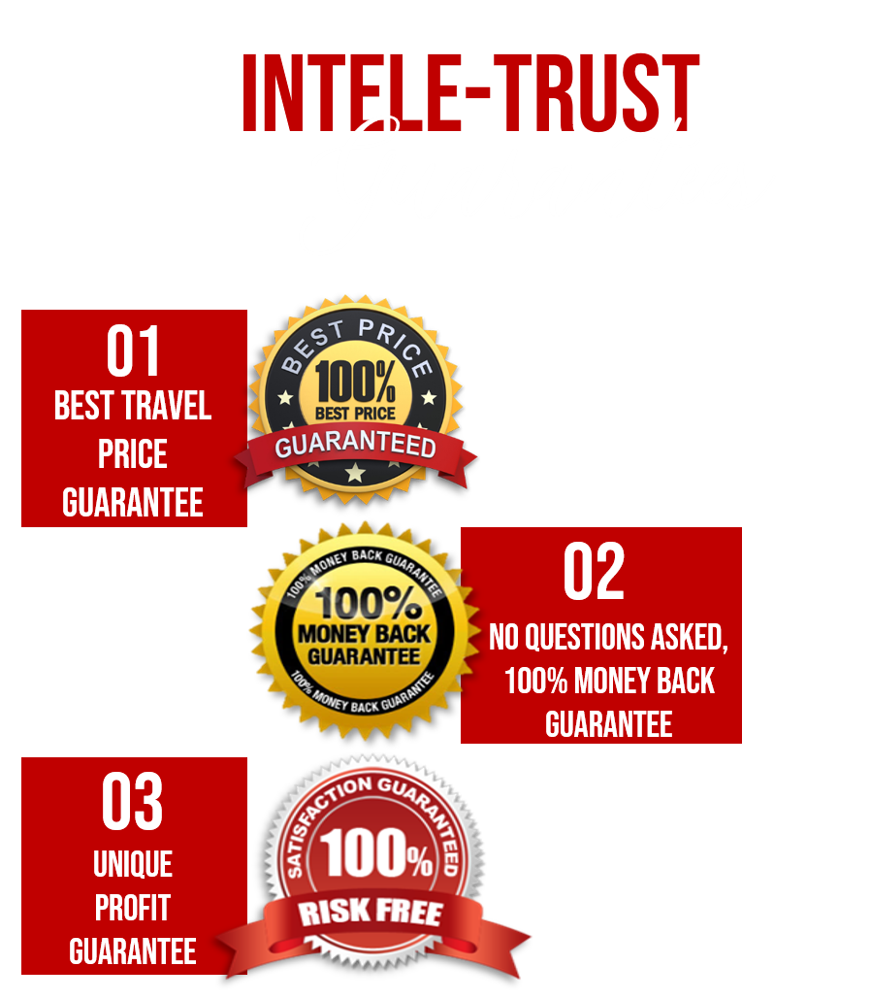 INTELE-TRUST
01
BEST TRAVEL
PRICE
GUARANTEE
BEST PRICE
100%
BEST PRICE
GUARANTEED
100% MONEY BACK GUARANTEE
100%
MONEY BACK
GUARANTEE
100% MONEY BACK GUARANTEE
02
NO QUESTIONS ASKED,
100% MONEY BACK
GUARANTEE
03
UNIQUE
PROFIT
GUARANTEE
SATISFACTION GUARANTEED
100%
RISK FREE